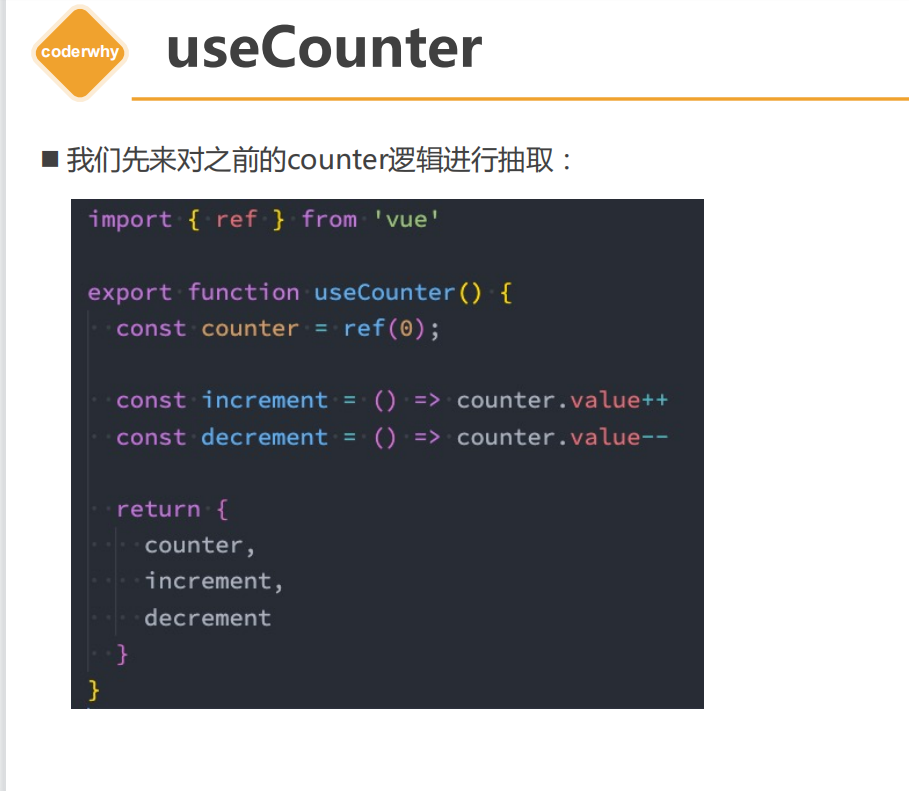 coderwhy
useCounter
■ 我们先来对之前的counter逻辑进行抽取：
import { ref } from 'vue'
export function useCounter() {
  const counter = ref(0);
  const increment = () => counter.value++
  const decrement = () => counter.value--
  return {
    counter,
    increment,
    decrement
  }
}